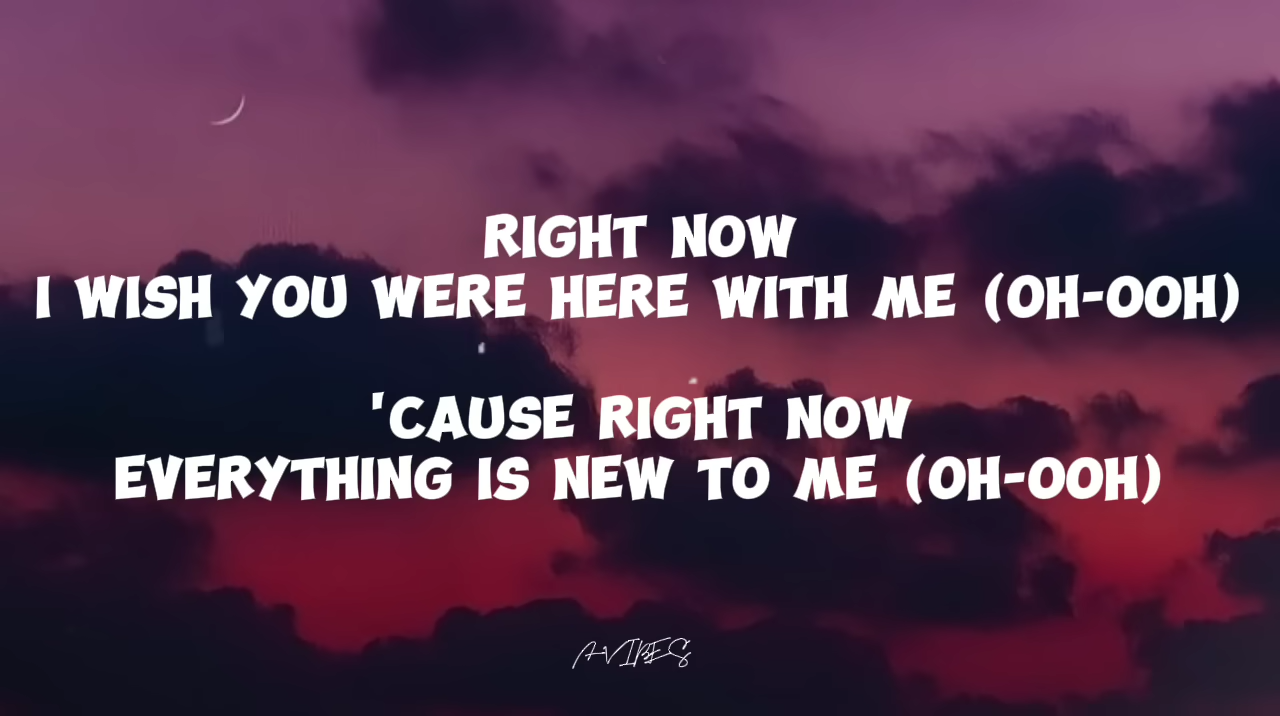 RIGHT NOW
I WISH YOU WERE HERE WITH ME (OH-OOH)
'CAUSE RIGHT NOW
EVERYTHING IS NEW TO ME (OH-OOH)
AVIBES